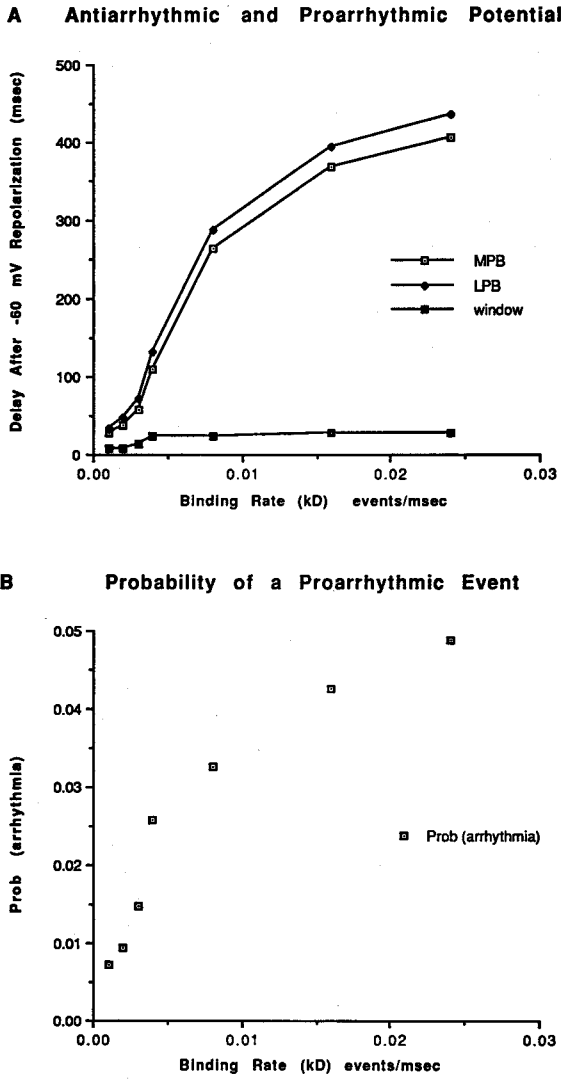 A Antiarrhythmic and Proarrhythmic Potential
Delay After -60 mV Repolarization (msec)
500
400
300
200
100
0
MPB
LPB
window
0.00 0.01 0.02 0.03
Binding Rate (kD) events/msec
B Probability of a Proarrhythmic Event
Prob (arrhythmia)
0.05
0.04
0.03
0.02
0.01
0.00
Prob (arrhythmia)
0.00 0.01 0.02 0.03
Binding Rate (kD) events/msec